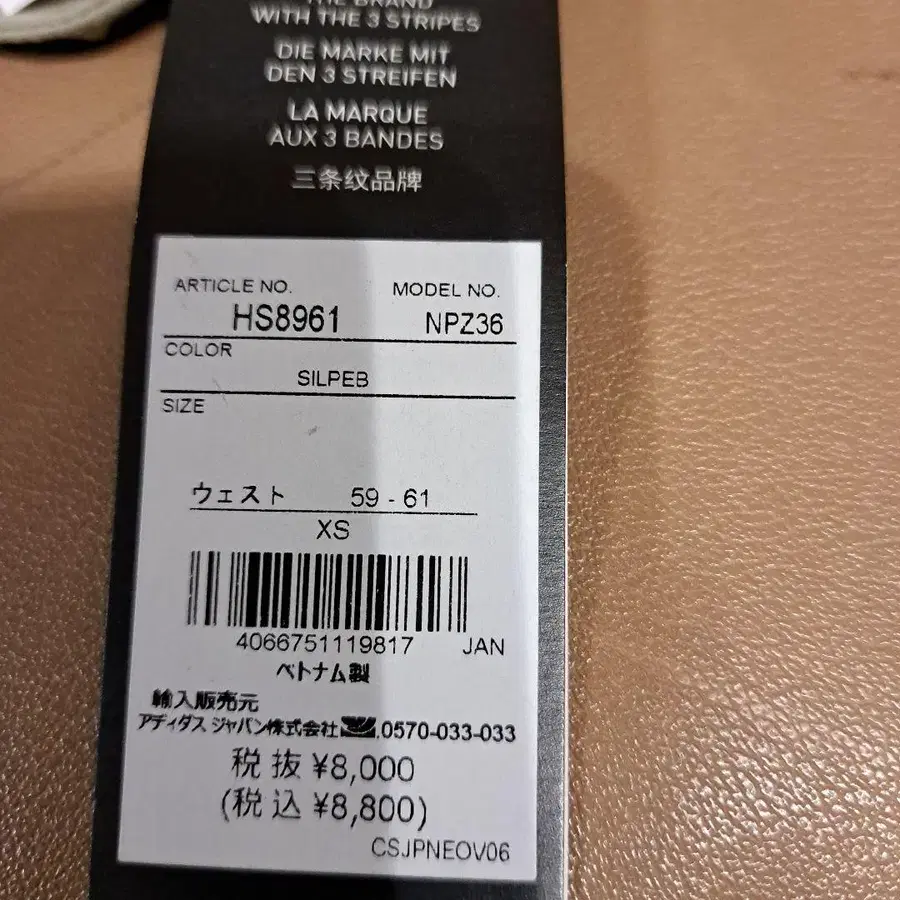 THE BRAND
WITH THE 3 STRIPES
DIE MARKE MIT
DEN 3 STREIFEN
LA MARQUE
AUX 3 BANDES
三条纹品牌
ARTICLE NO. MODEL NO.
HS8961 NPZ36
COLOR
SILPEB
SIZE
ウェスト 59 - 61
XS
4066751119817 JAN
ベトナム製
輸入販売元
アディダス ジャパン株式会社 0570-033-033
税抜 ¥8,000
(税込 ¥8,800)
CSJPNEOV06